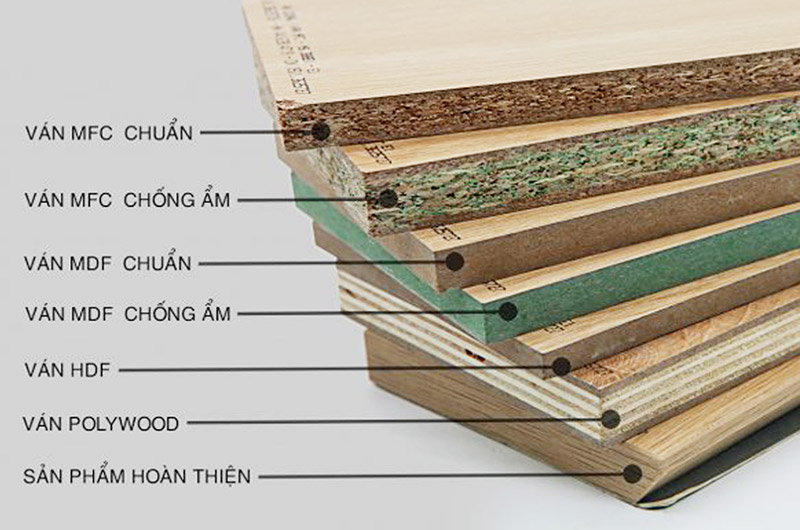 VÁN MFC CHUẨN
VÁN MFC CHỐNG ẨM
VÁN MDF CHUẨN
VÁN MDF CHỐNG ẨM
VÁN HDF
VÁN POLYWOOD
SẢN PHẨM HOÀN THIỆN